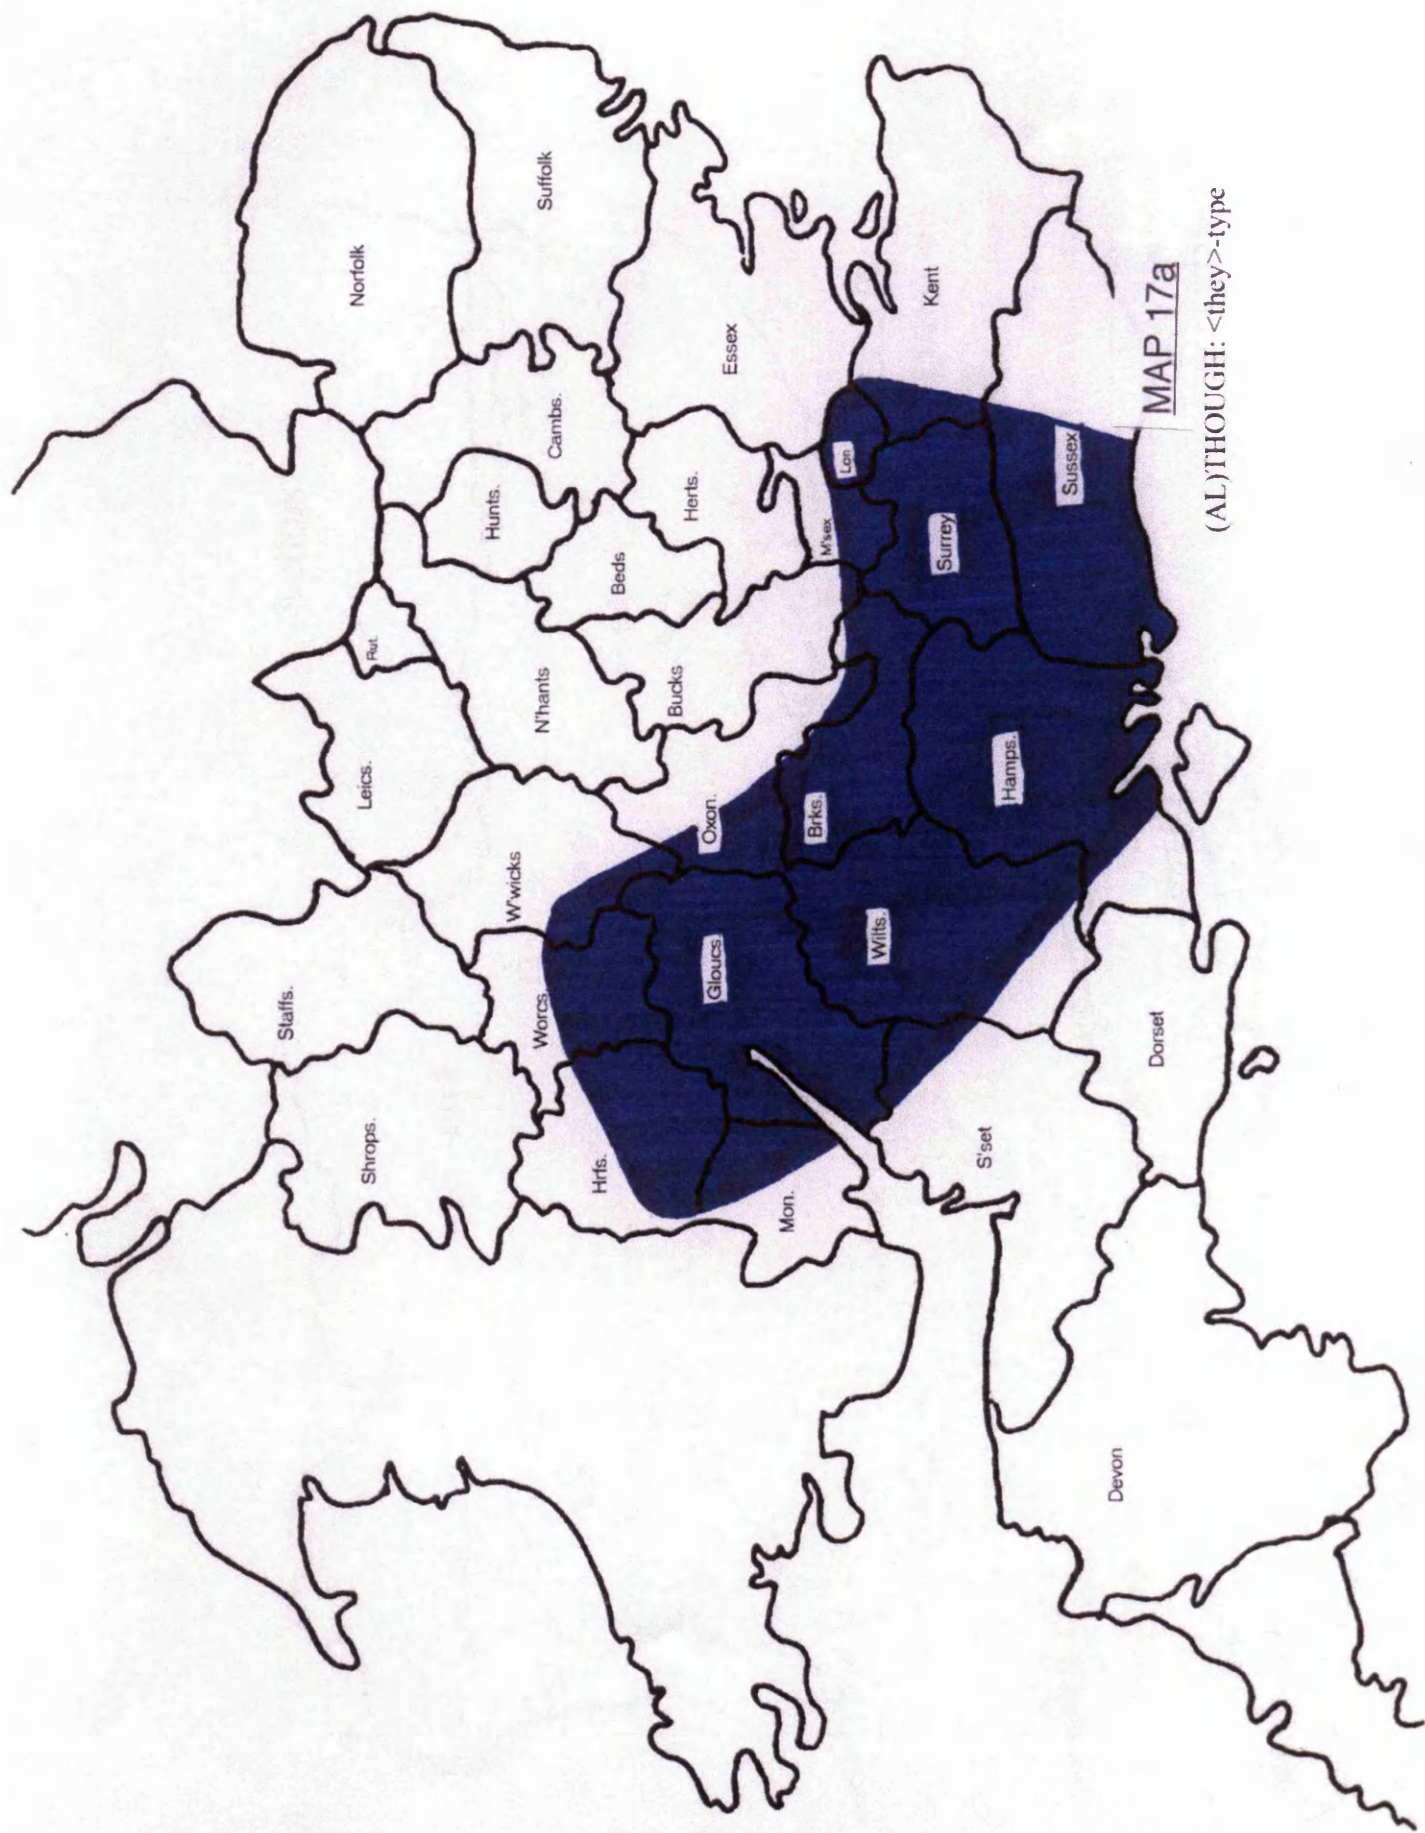 Norfolk
Suffolk
Staffs.
Leics.
Rut.
Shrops.
Hunts.
Cambs.
N'hants
W'wicks
Worcs.
Beds
Herts.
Essex
Bucks
Hrfs.
Gloucs
Oxon.
Mon.
Brks.
M'sex
Lon
Wilts.
Kent
Surrey
Hamps.
S'set
Sussex
Dorset
Devon
MAP 17a
(AL)THOUGH: <they>-type